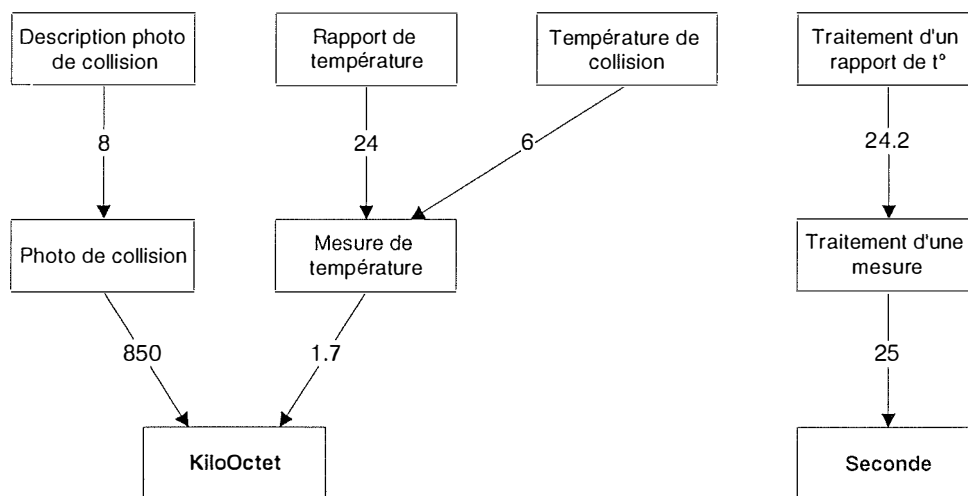 Description photo
de collision
Rapport de
température
Température de
collision
Traitement d'un
rapport de t°
8
24
6
24.2
Photo de collision
Mesure de
température
Traitement d'une
mesure
850
1.7
25
KiloOctet
Seconde